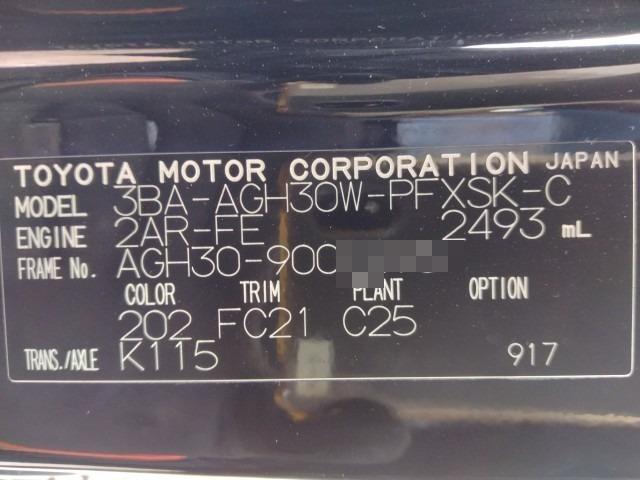 TOYOTA MOTOR CORPORATION JAPAN
MODEL 3BA-AGH30W-PFXSK-C
ENGINE 2AR-FE 2493 mL
FRAME No. AGH30-900
COLOR TRIM PLANT OPTION
202 FC21 C25
TRANS./AXLE K115 917